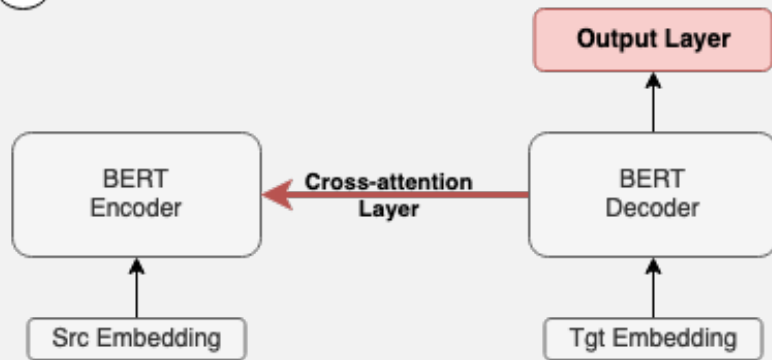 Output Layer
BERT
Encoder
Cross-attention
Layer
BERT
Decoder
Src Embedding
Tgt Embedding